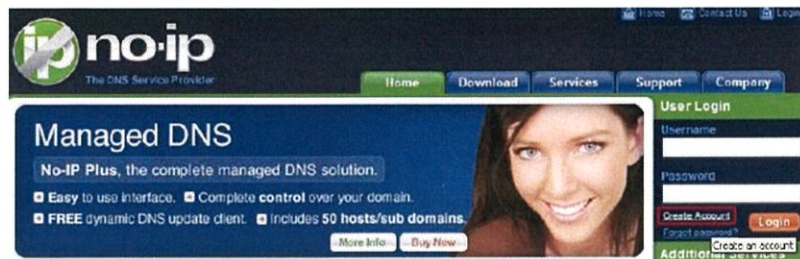 Home Contact Us Login
no-ip
The DNS Service Provider
Home Download Services Support Company
User Login
Managed DNS
Username
No-IP Plus, the complete managed DNS solution.
Password
Easy to use interface. Complete control over your domain.
FREE dynamic DNS update client. Includes 50 hosts/sub domains.
Create Account
Login
Forgot password?
More Info Buy Now
Create an account
Additional Services